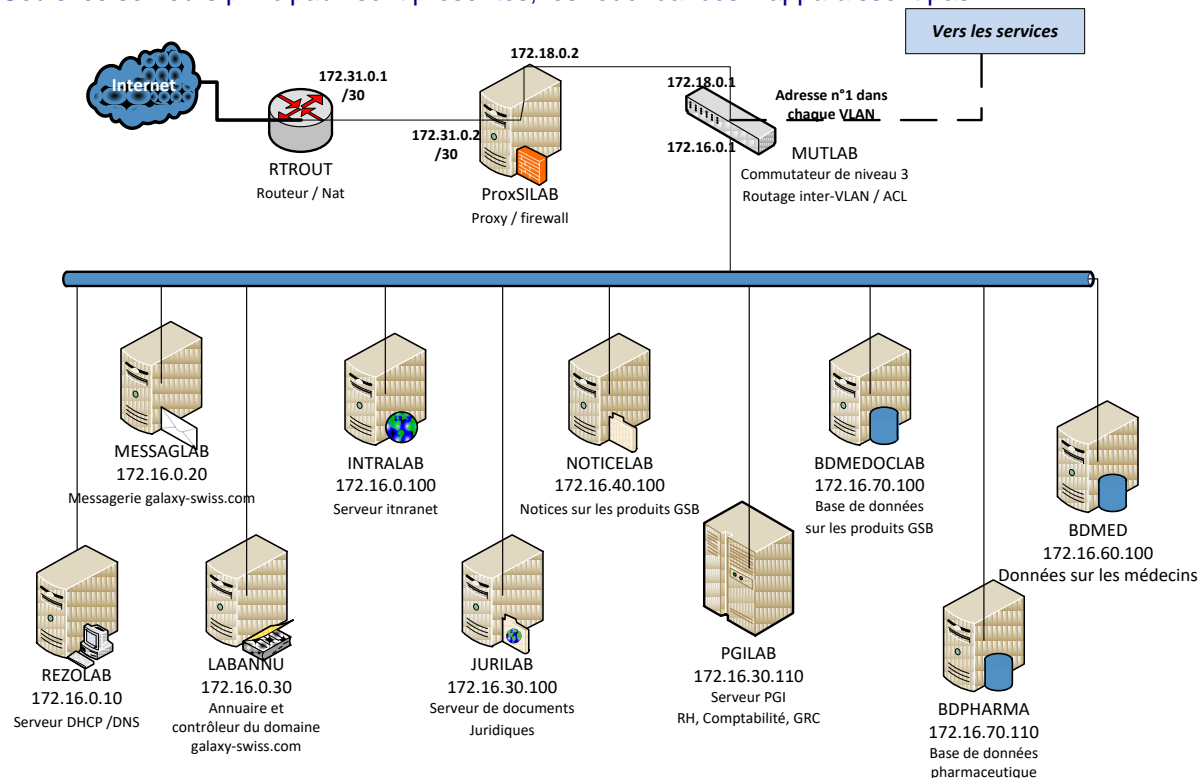 Vers les services
Internet
172.31.0.1
/30
172.18.0.2
172.18.0.1
Adresse n°1 dans
chaque VLAN
172.31.0.2
/30
172.16.0.1
RTROUT
Routeur / Nat
ProxSILAB
Proxy / firewall
MUTLAB
Commutateur de niveau 3
Routage inter-VLAN / ACL
MESSAGLAB
172.16.0.20
Messagerie galaxy-swiss.com
INTRALAB
172.16.0.100
Serveur itnranet
NOTICELAB
172.16.40.100
Notices sur les produits GSB
BDMEDOCLAB
172.16.70.100
Base de données
sur les produits GSB
BDMED
172.16.60.100
Données sur les médecins
REZOLAB
172.16.0.10
Serveur DHCP /DNS
LABANNU
172.16.0.30
Annuaire et
contrôleur du domaine
galaxy-swiss.com
JURILAB
172.16.30.100
Serveur de documents
Juridiques
PGILAB
172.16.30.110
Serveur PGI
RH, Comptabilité, GRC
BDPHARMA
172.16.70.110
Base de données
pharmaceutique